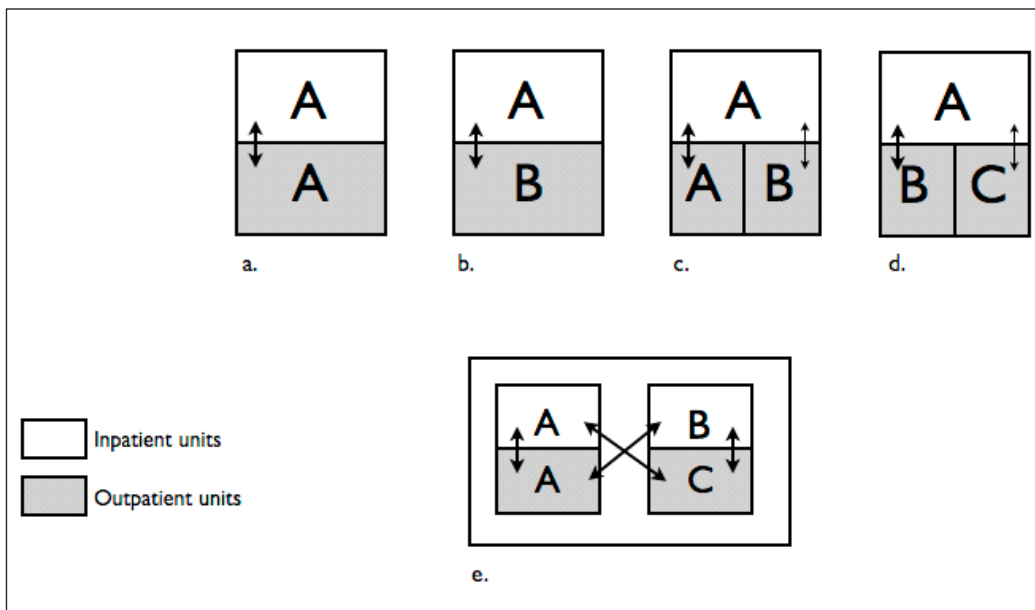 A A A A
A B A B B C
a. b. c. d.
A B
A C
Inpatient units
Outpatient units
e.